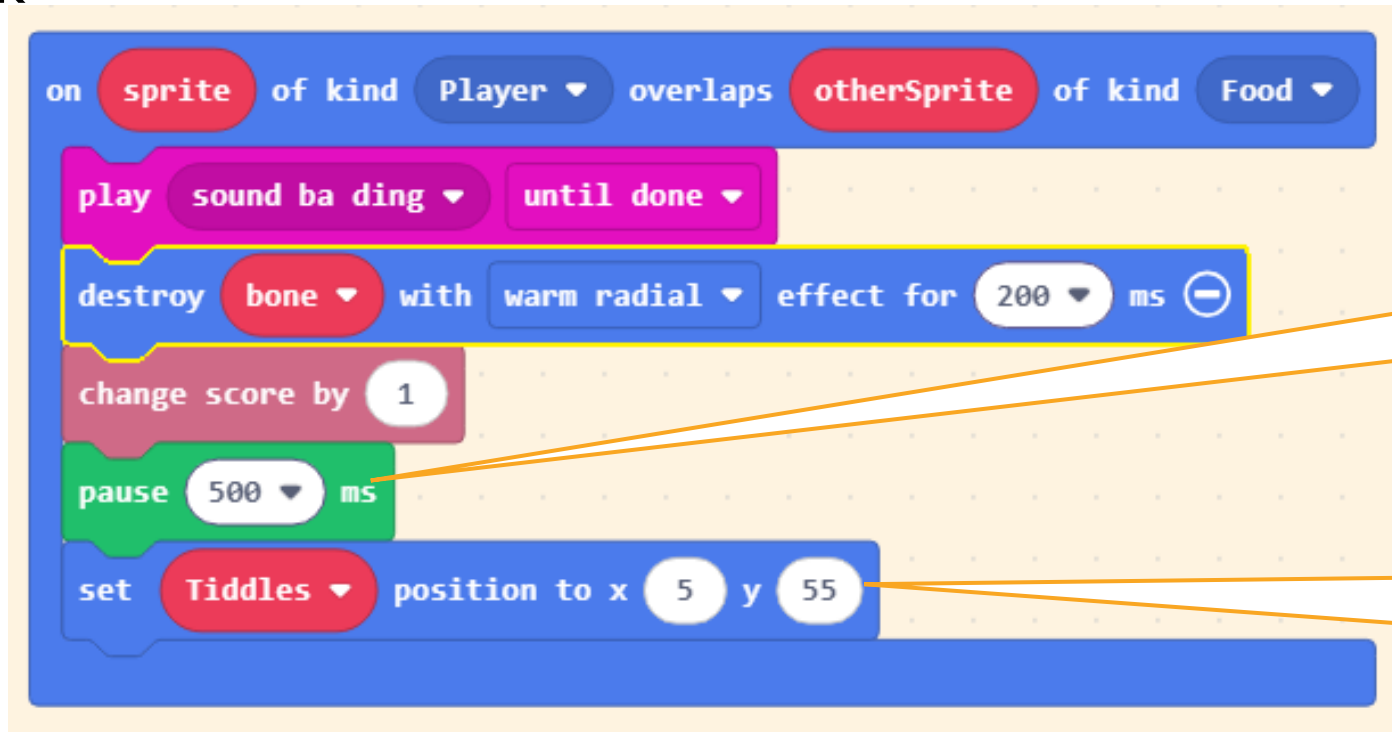 on sprite of kind Player overlaps otherSprite of kind Food
play sound ba ding until done
destroy bone with warm radial effect for 200 ms
change score by 1
pause 500 ms
set Tiddles position to x 5 y 55